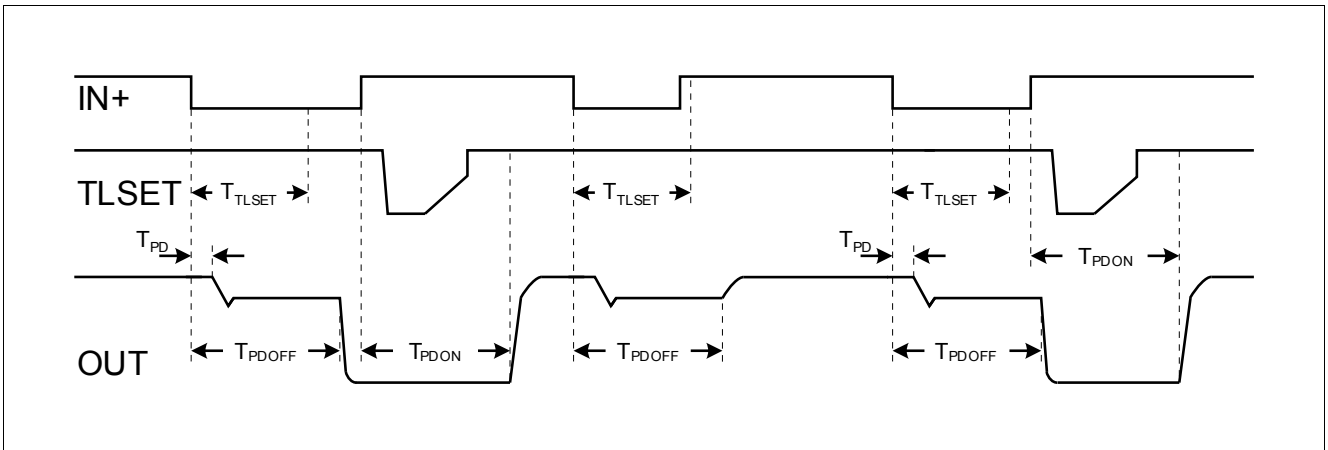 IN+
TLSET
T_TLSET
T_TLSET
T_TLSET
T_PD
T_PD
T_PDON
OUT
T_PDOFF
T_PDON
T_PDOFF
T_PDOFF